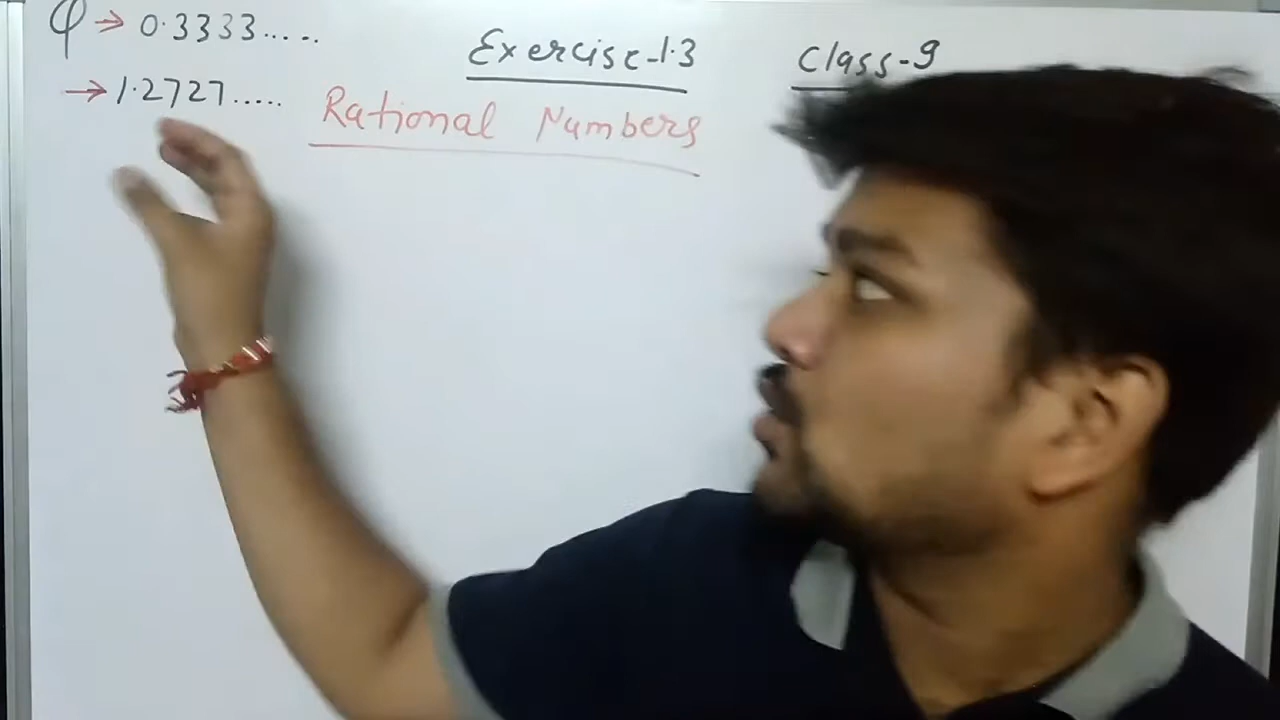 φ → 0.3333.....
Exercise-1.3
Class-9
→ 1.2727.....
Rational Numbers